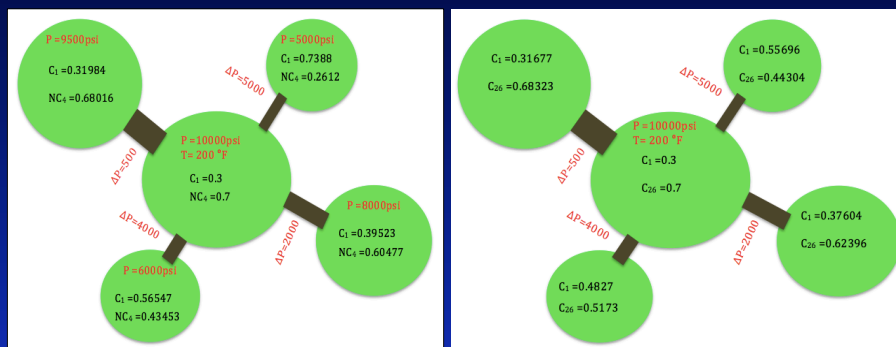 P =9500psi
C₁ =0.31984
NC₄ =0.68016
P =5000psi
C₁ =0.7388
NC₄ =0.2612
ΔP=5000
ΔP=500
P =10000psi
T= 200 °F
C₁ =0.3
NC₄ =0.7
ΔP=4000
ΔP=2000
P =8000psi
C₁ =0.39523
NC₄ =0.60477
P =6000psi
C₁ =0.56547
NC₄ =0.43453
C₁ =0.31677
C₂₆ =0.68323
C₁ =0.55696
C₂₆ =0.44304
ΔP=5000
ΔP=500
P =10000psi
T= 200 °F
C₁ =0.3
C₂₆ =0.7
ΔP=4000
ΔP=2000
C₁ =0.37604
C₂₆ =0.62396
C₁ =0.4827
C₂₆ =0.5173